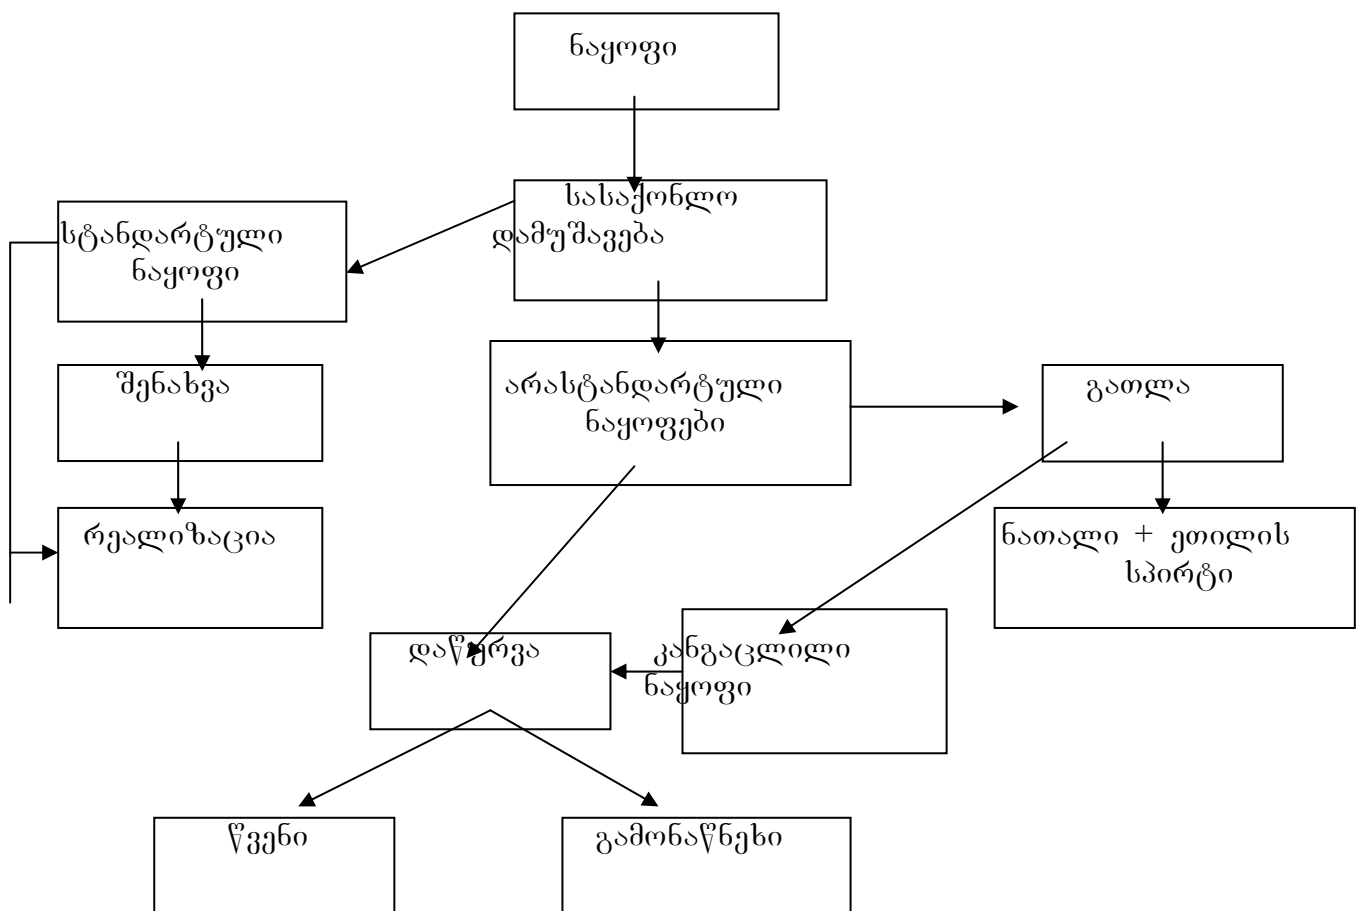 ნაყოფი
სასაქონლო
დამუშავება
სტანდარტული
ნაყოფი
არასტანდარტული
ნაყოფები
შენახვა
გათლა
რეალიზაცია
ნათალი + ეთილის
სპირტი
დაწურვა
კანგაცლილი
ნაყოფი
წვენი
გამონაწნეხი